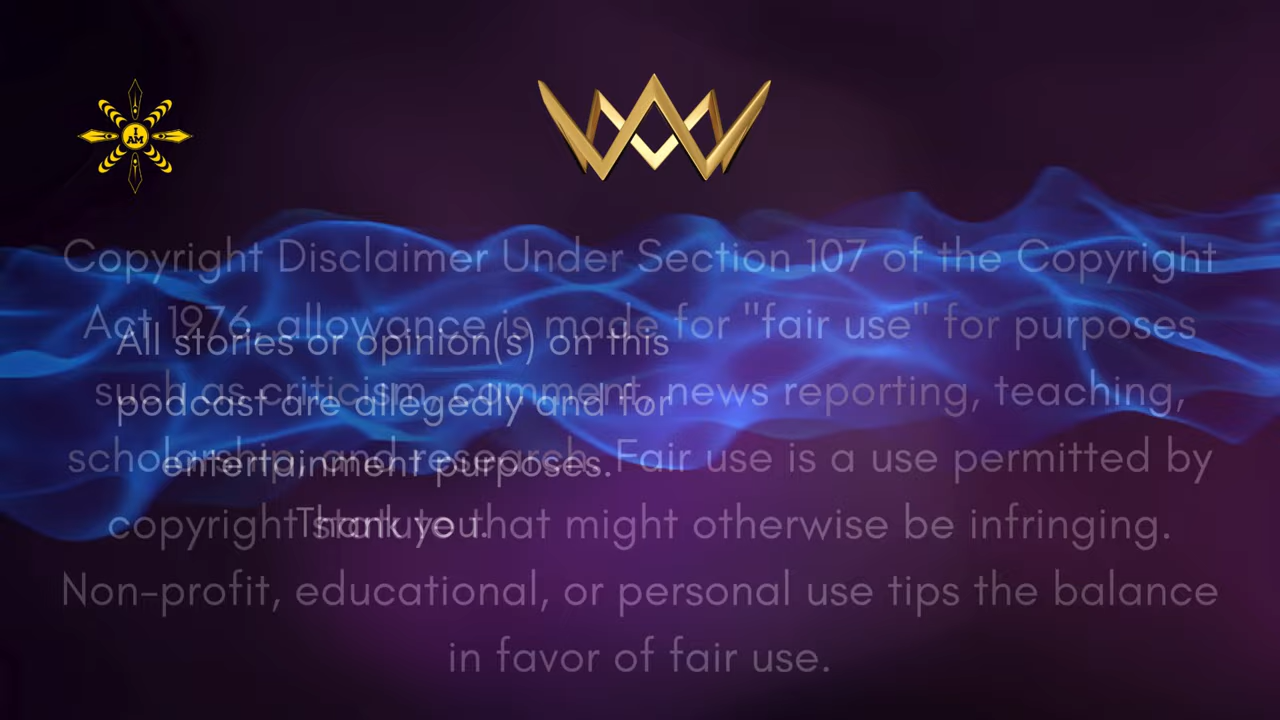 I
AM
Copyright Disclaimer Under Section 107 of the Copyright
Act 1976, allowance is made for "fair use" for purposes
such as criticism, comment, news reporting, teaching,
scholarship, and research. Fair use is a use permitted by
copyright statute that might otherwise be infringing.
Non-profit, educational, or personal use tips the balance
in favor of fair use.
All stories or opinion(s) on this
podcast are allegedly and for
entertainment purposes.
Thank you.